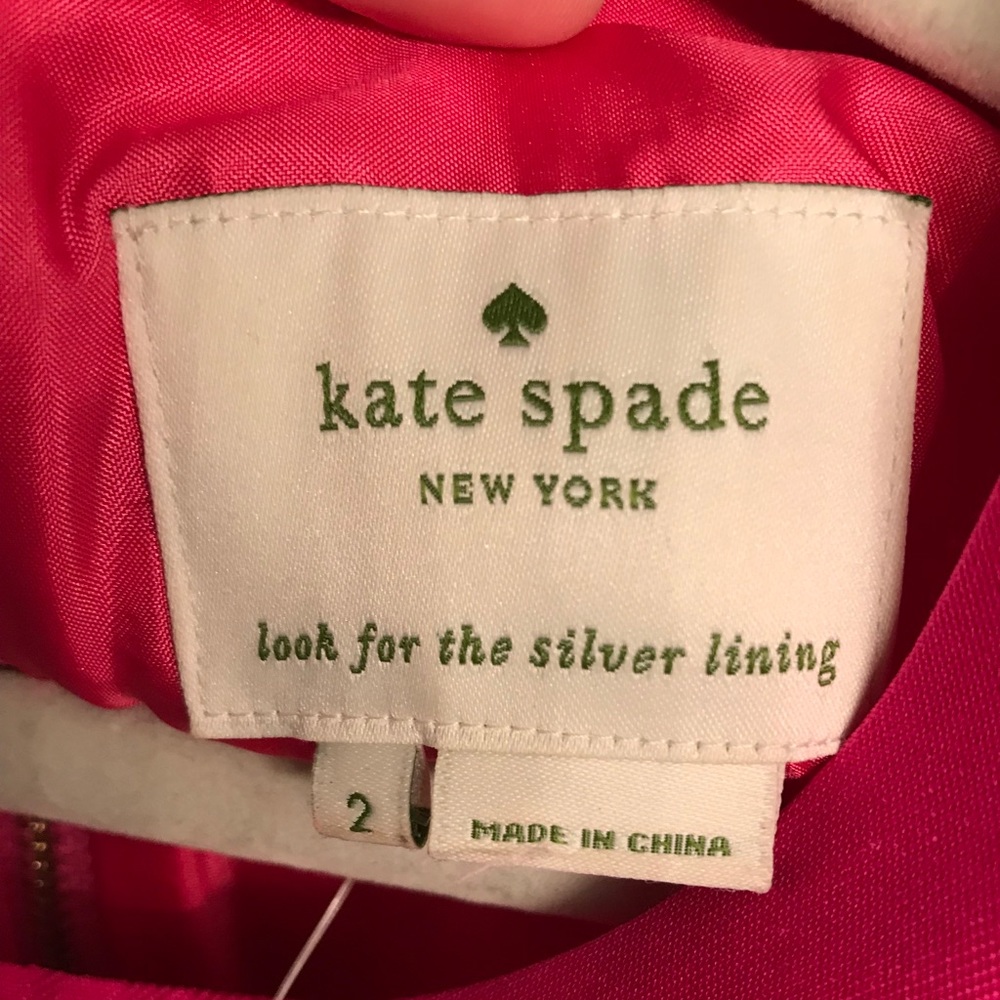 kate spade
NEW YORK
look for the silver lining
2
MADE IN CHINA